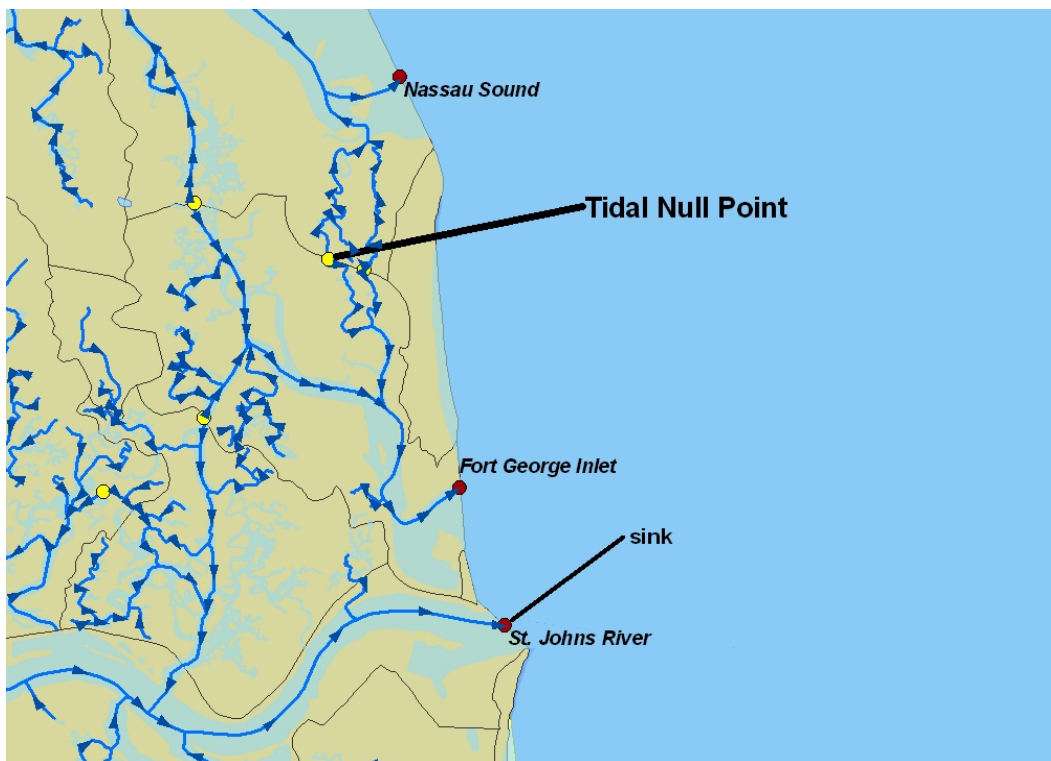 Nassau Sound
Tidal Null Point
Fort George Inlet
sink
St. Johns River